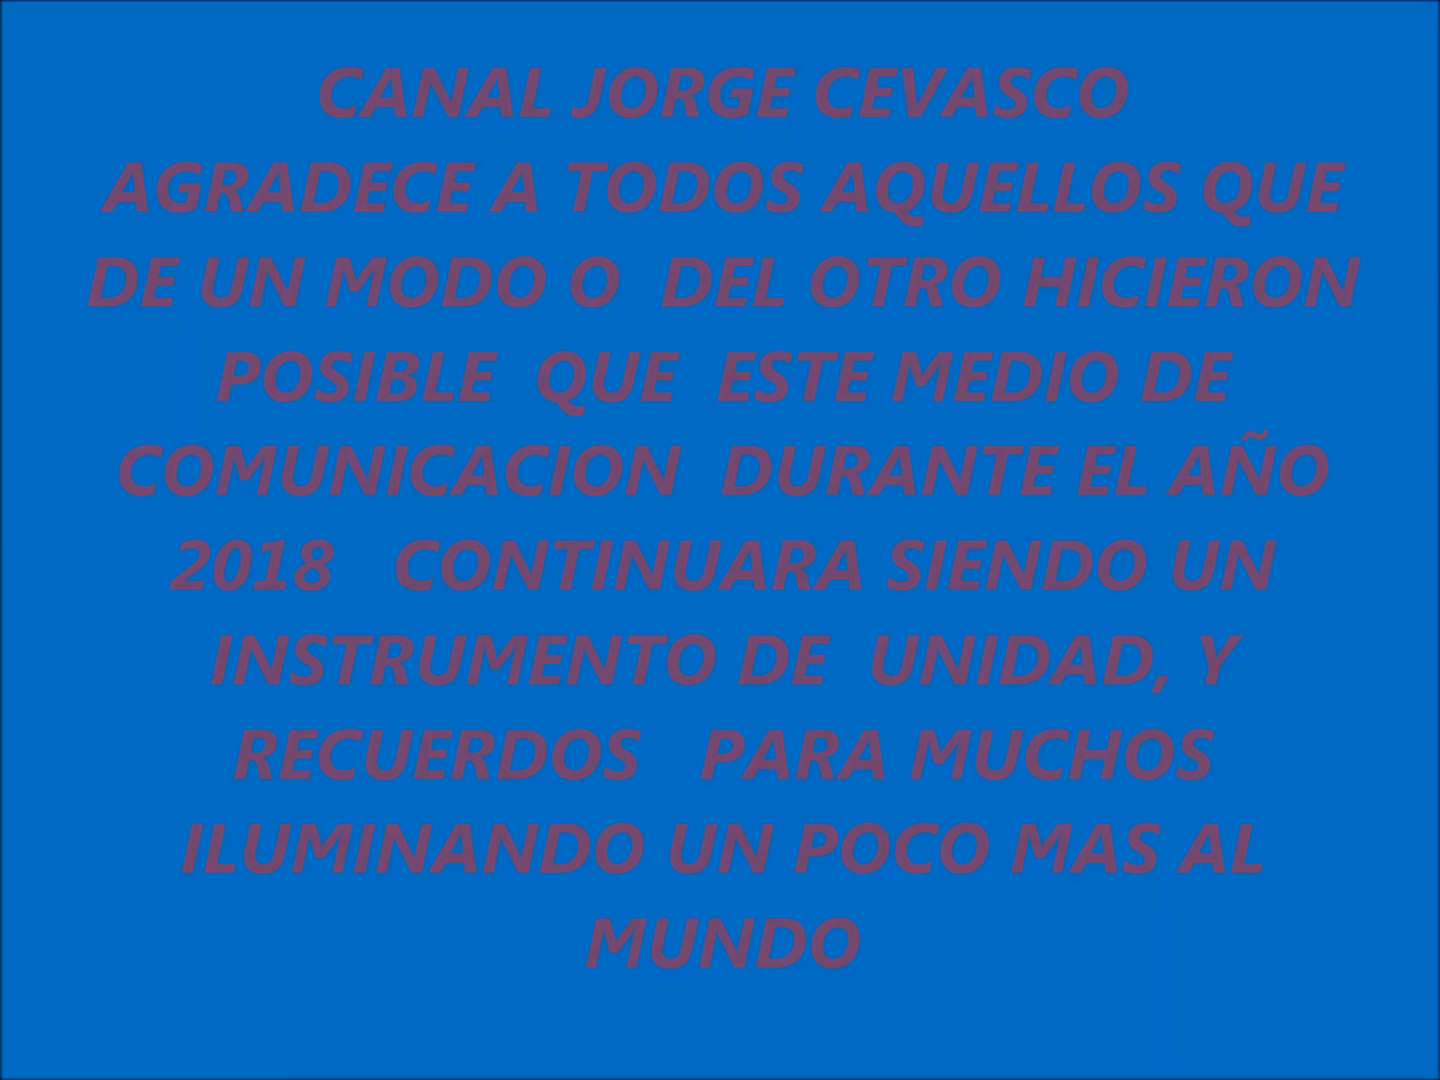 CANAL JORGE CEVASCO
AGRADECE A TODOS AQUELLOS QUE
DE UN MODO O DEL OTRO HICIERON
POSIBLE QUE ESTE MEDIO DE
COMUNICACION DURANTE EL AÑO
2018 CONTINUARA SIENDO UN
INSTRUMENTO DE UNIDAD, Y
RECUERDOS PARA MUCHOS
ILUMINANDO UN POCO MAS AL
MUNDO